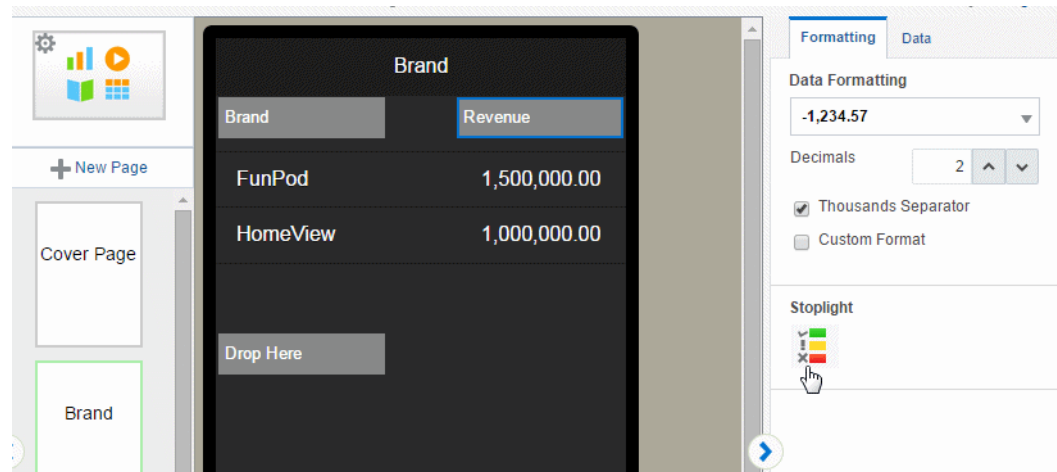 New Page
Cover Page
Brand
Brand
Brand
Revenue
FunPod
1,500,000.00
HomeView
1,000,000.00
Drop Here
Formatting
Data
Data Formatting
-1,234.57
Decimals
2
Thousands Separator
Custom Format
Stoplight